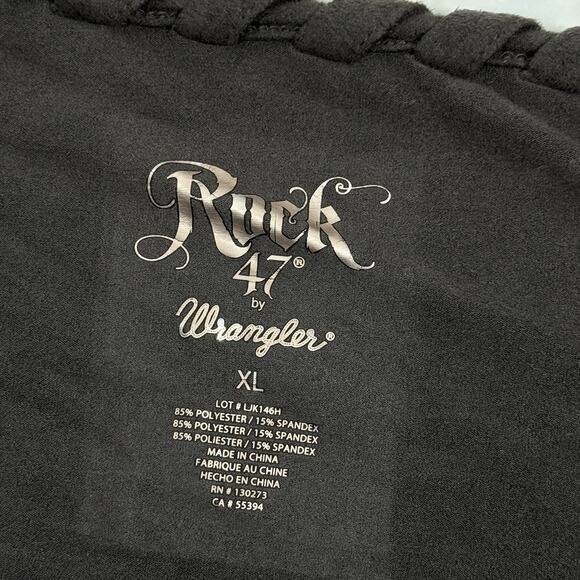 Rock
47®
by
Wrangler®
XL
LOT # LJK146H
85% POLYESTER / 15% SPANDEX
85% POLYESTER / 15% SPANDEX
85% POLIESTER / 15% SPANDEX
MADE IN CHINA
FABRIQUE AU CHINE
HECHO EN CHINA
RN # 130273
CA # 55394